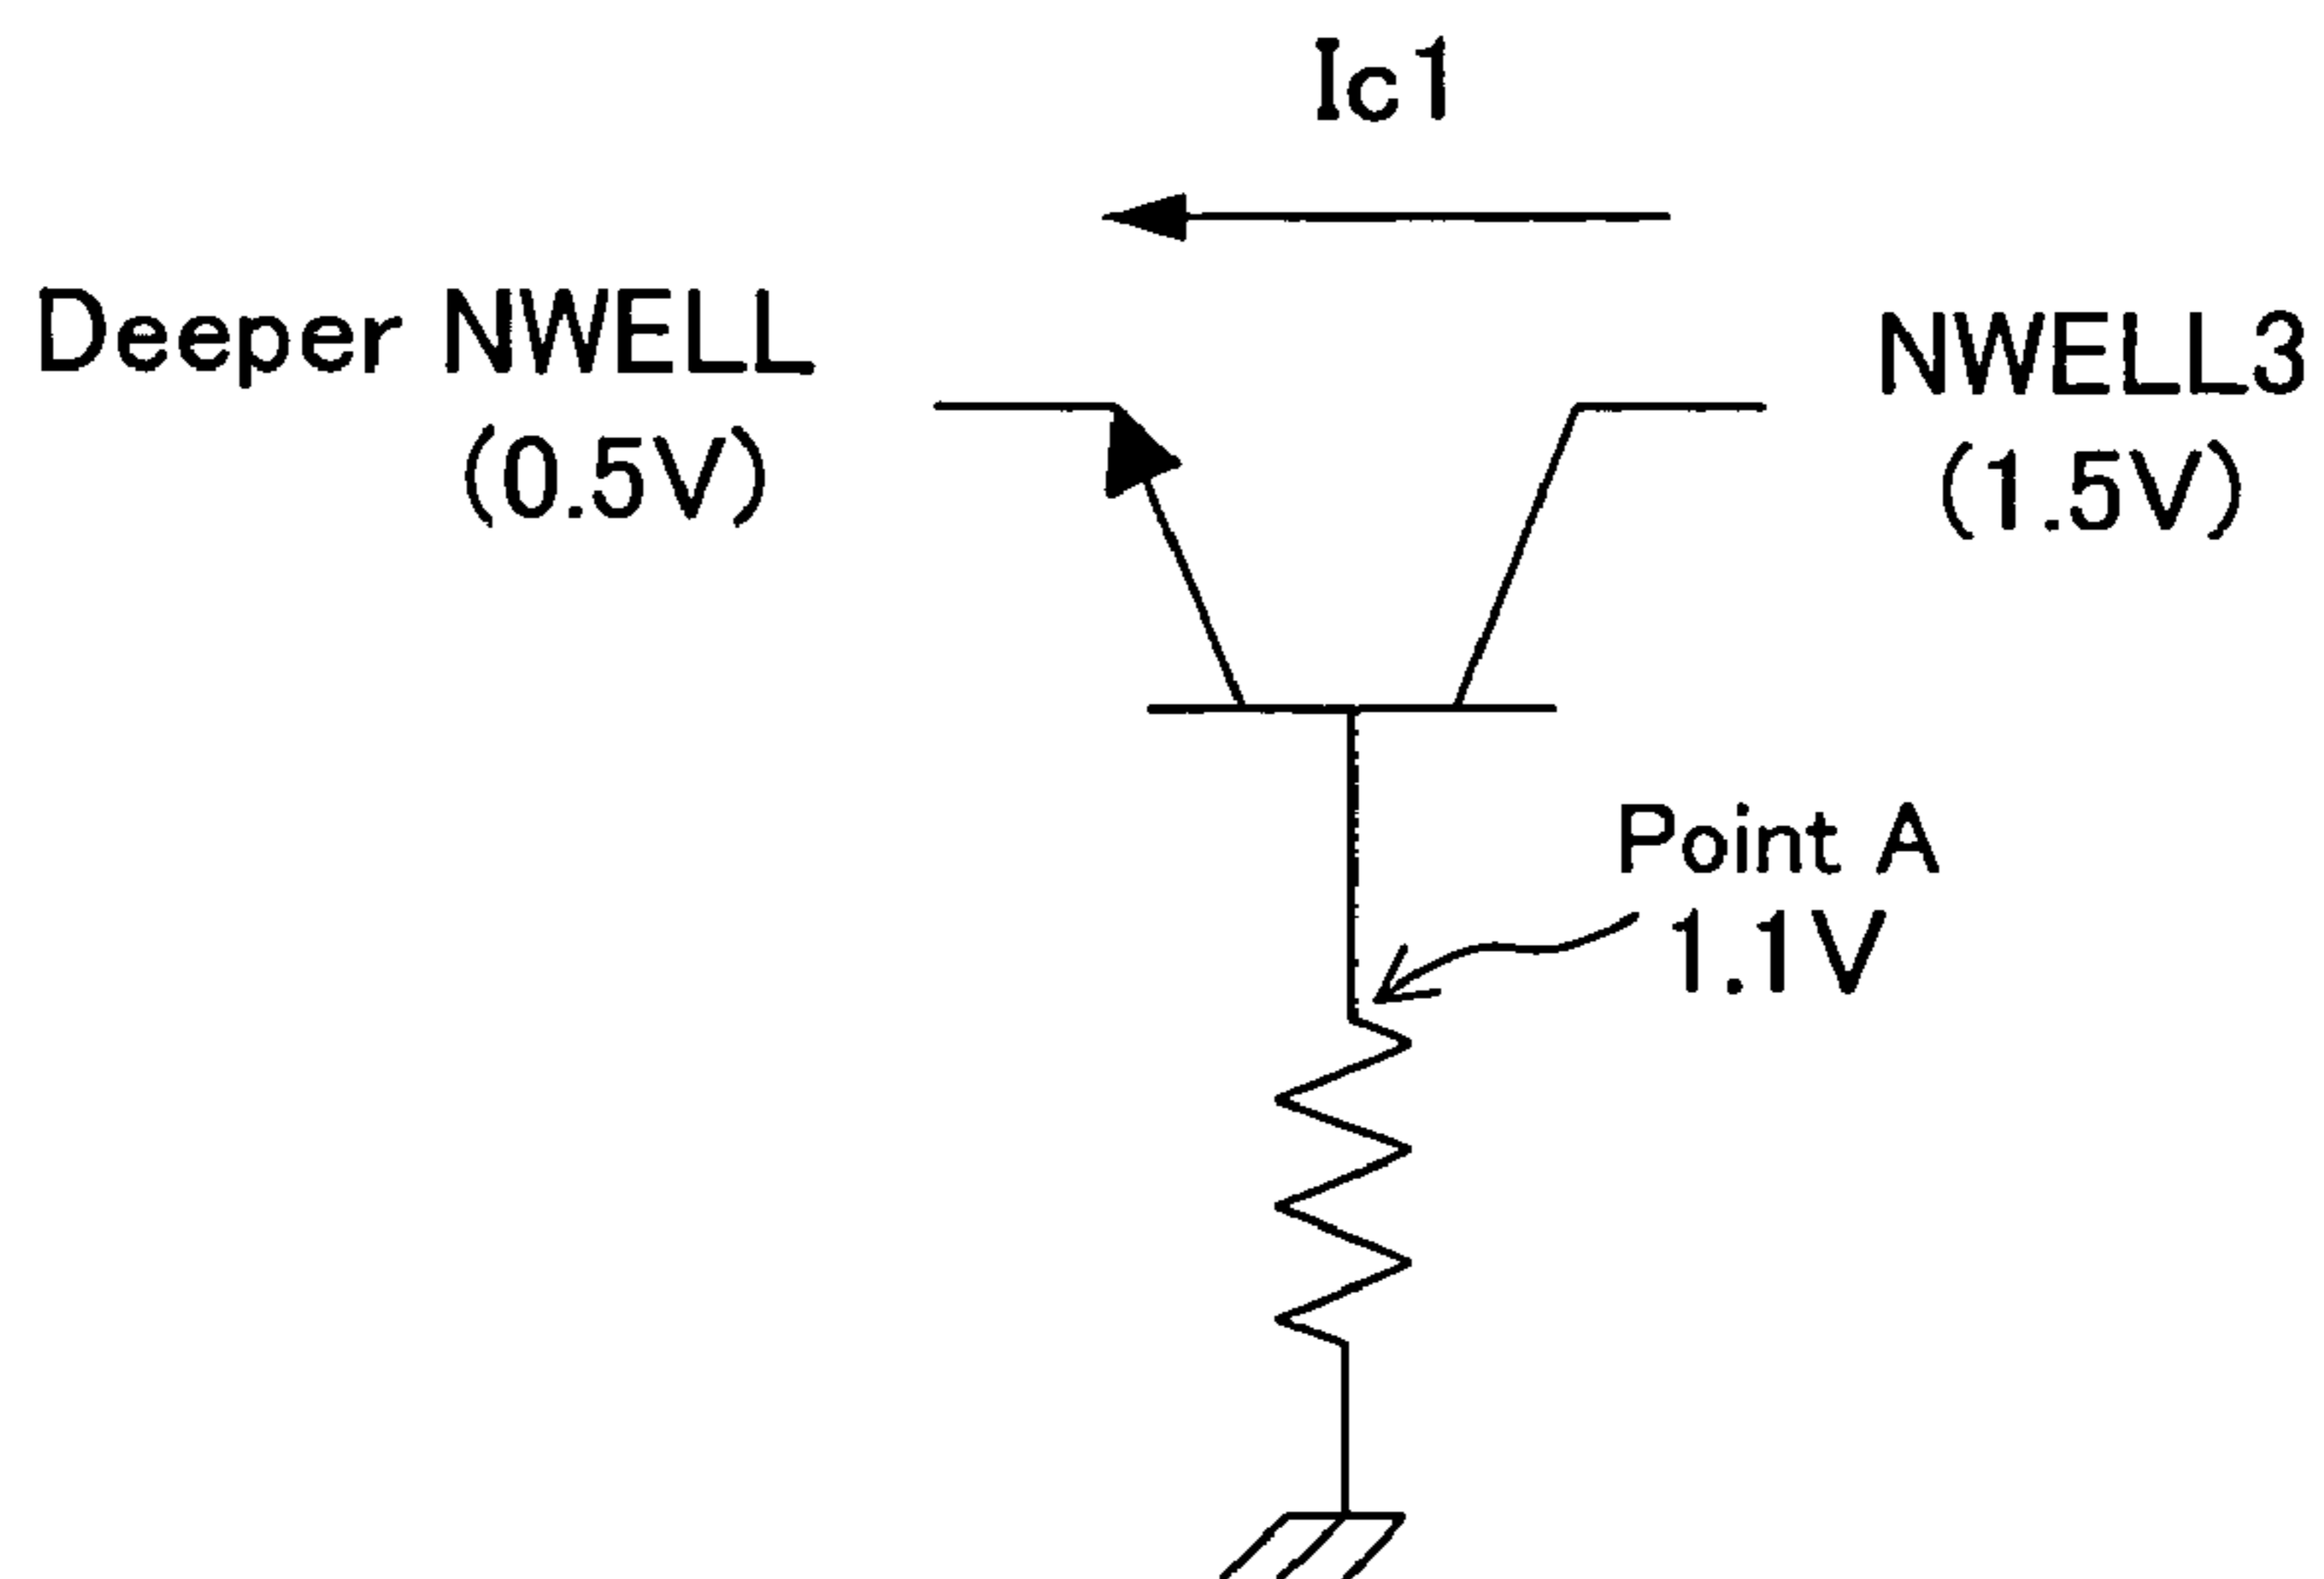 Ic1
Deeper NWELL
(0.5V)
NWELL3
(1.5V)
Point A
1.1V